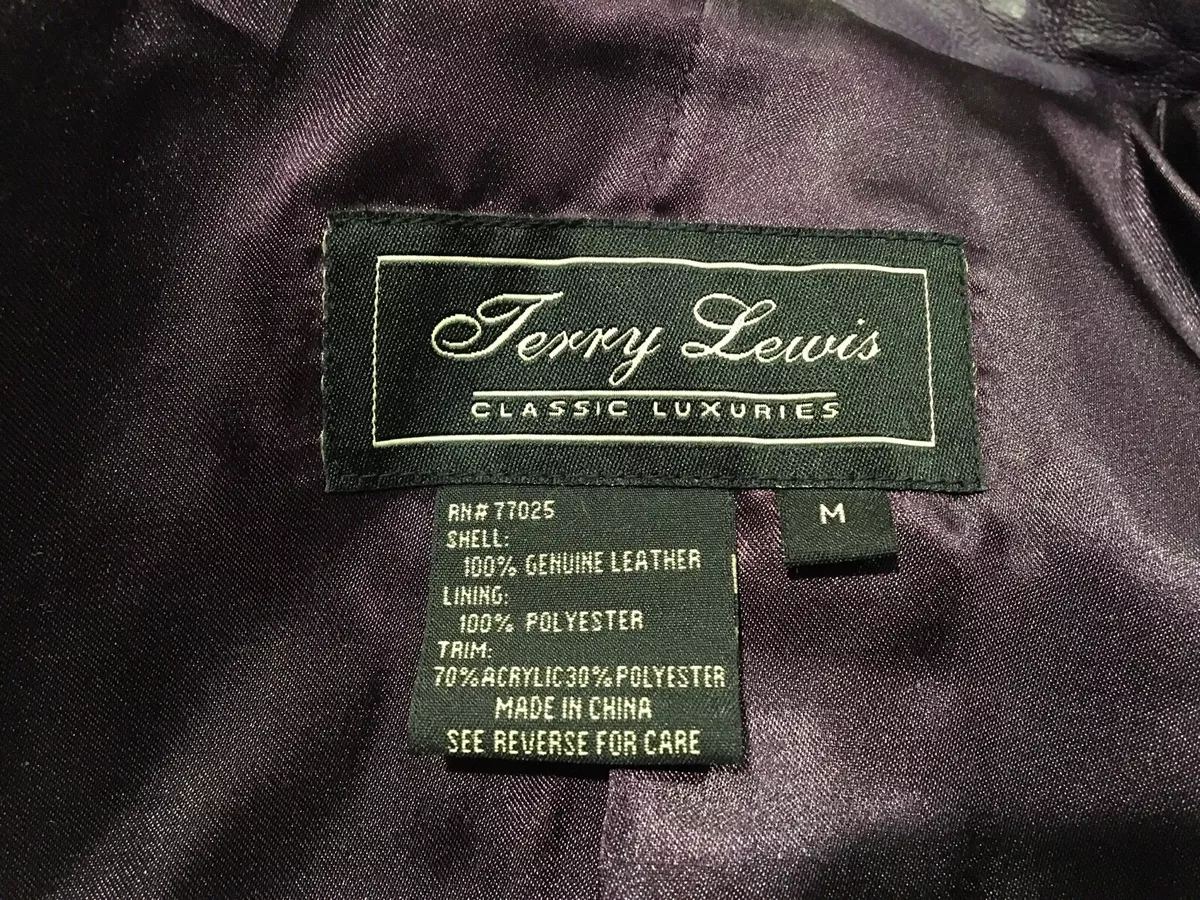 Terry Lewis
CLASSIC LUXURIES
RN# 77025
SHELL:
100% GENUINE LEATHER
LINING:
100% POLYESTER
TRIM:
70%ACRYLIC30%POLYESTER
MADE IN CHINA
SEE REVERSE FOR CARE
M